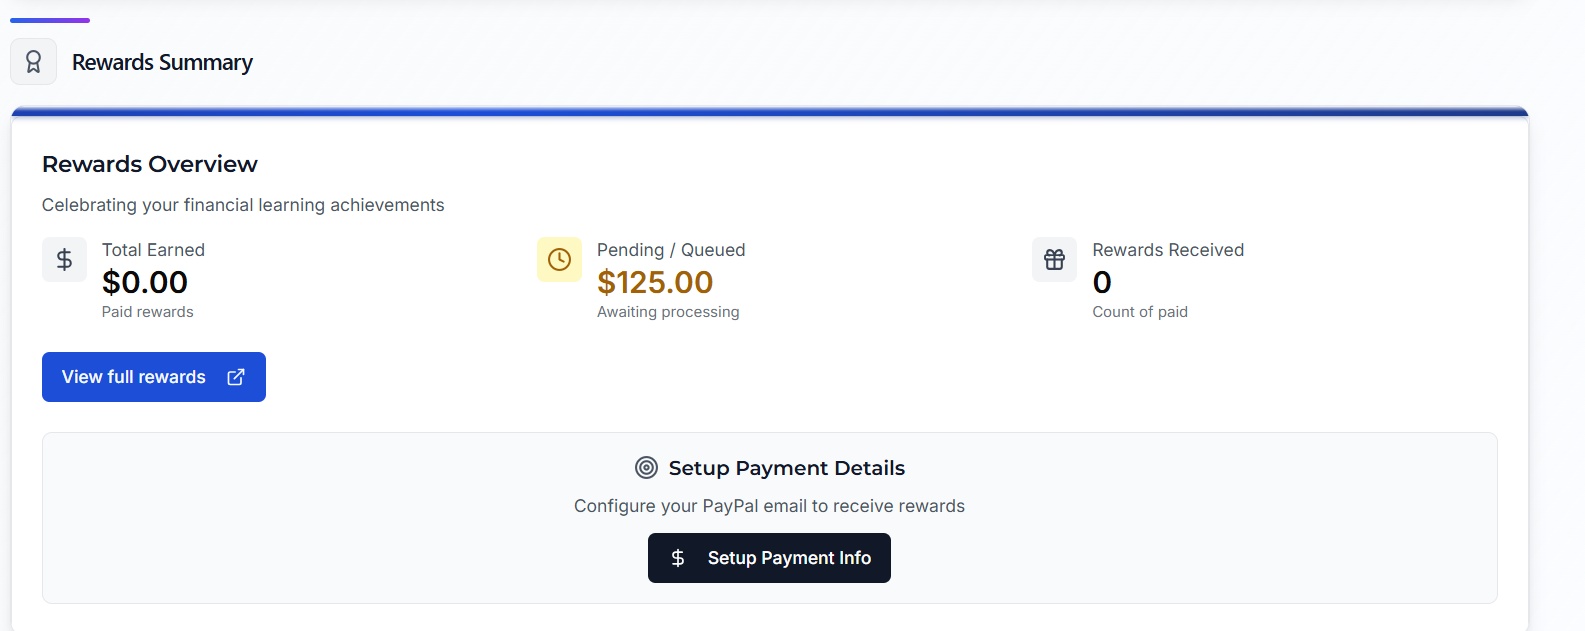 Rewards Summary
Rewards Overview
Celebrating your financial learning achievements
Total Earned
$0.00
Paid rewards
Pending / Queued
$125.00
Awaiting processing
Rewards Received
0
Count of paid
View full rewards
Setup Payment Details
Configure your PayPal email to receive rewards
$ Setup Payment Info